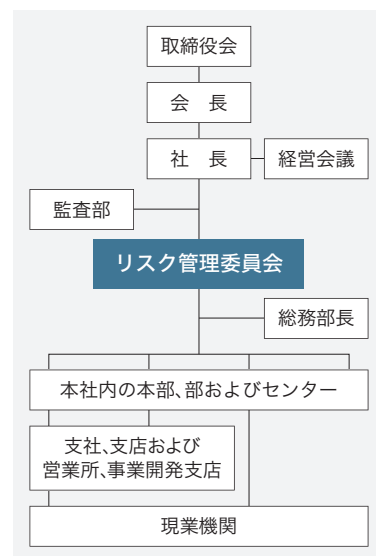 取締役会
会　長
社　長
経営会議
監査部
リスク管理委員会
総務部長
本社内の本部、部およびセンター
支社、支店および
営業所、事業開発支店
現業機関